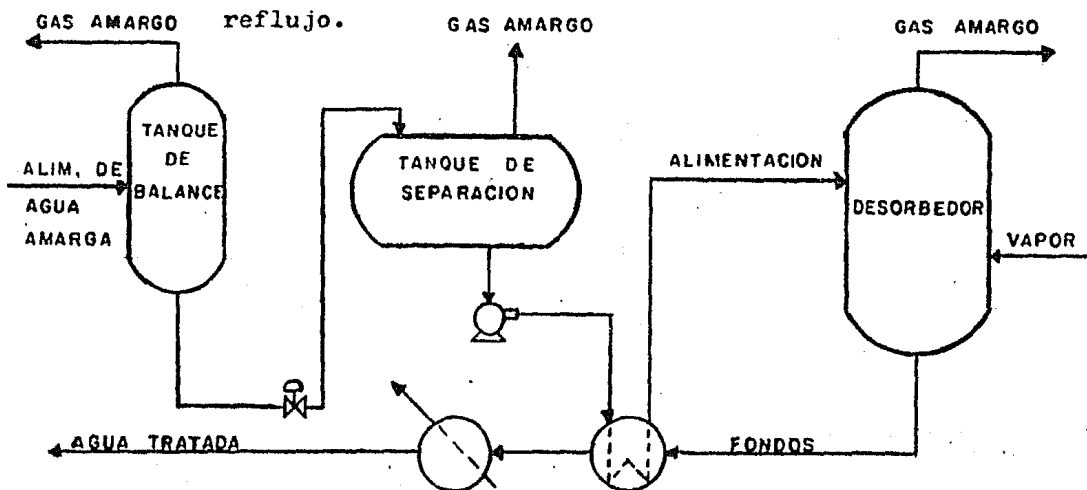 reflujo.
GAS AMARGO
GAS AMARGO
GAS AMARGO
TANQUE
DE
BALANCE
ALIM. DE
AGUA
AMARGA
TANQUE DE
SEPARACION
ALIMENTACION
DESORBEDOR
VAPOR
AGUA TRATADA
FONDOS